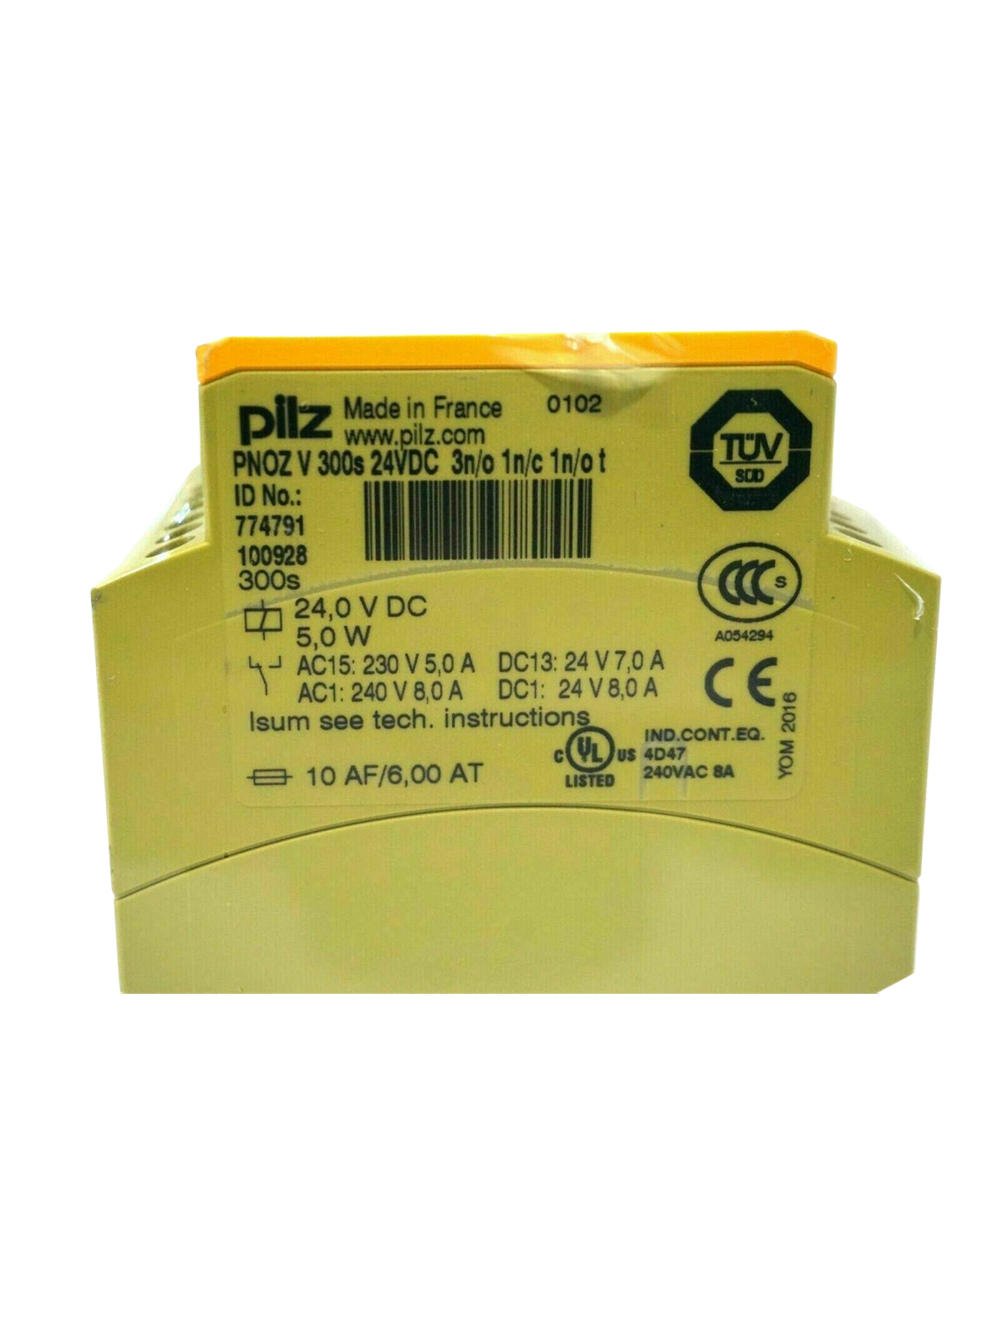 pilz Made in France 0102
www.pilz.com
PNOZ V 300s 24VDC 3n/o 1n/c 1n/o t
ID No.:
774791
100928
300s
24,0 V DC
5,0 W
AC15: 230 V 5,0 A DC13: 24 V 7,0 A
AC1: 240 V 8,0 A DC1: 24 V 8,0 A
Isum see tech. instructions
10 AF/6,00 AT
TÜV
SÜD
CCC S
A054294
CE
YOM 2016
C UL US
LISTED
IND.CONT.EQ.
4D47
240VAC 8A